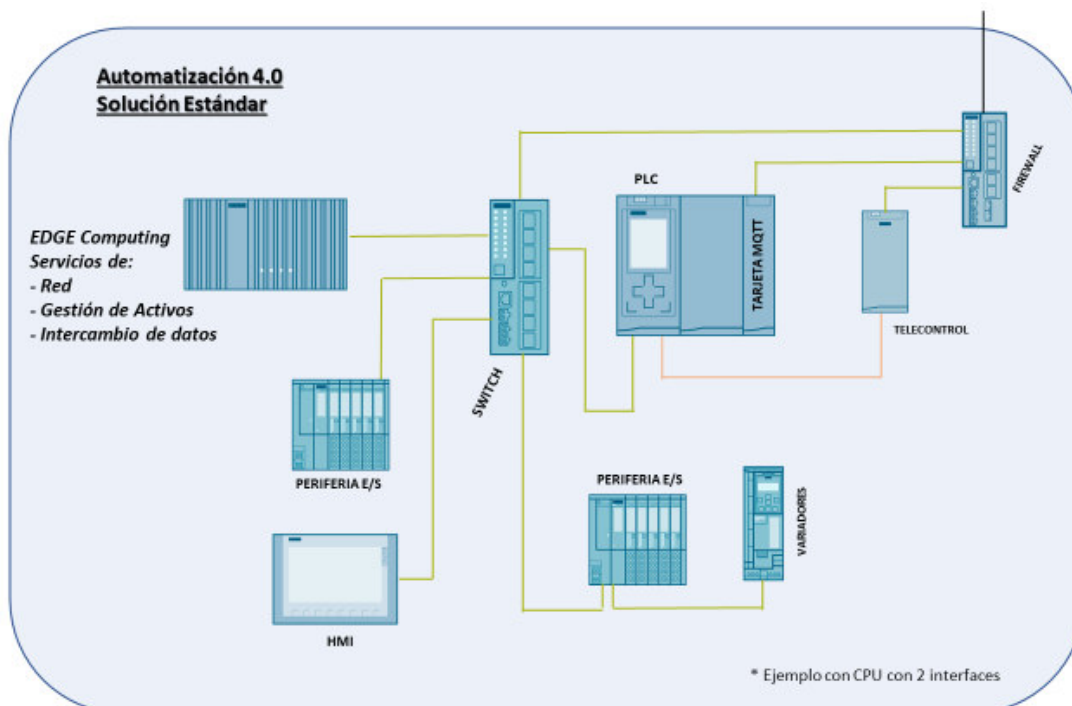 Automatización 4.0
Solución Estándar
EDGE Computing
Servicios de:
- Red
- Gestión de Activos
- Intercambio de datos
PLC
TARJETA MQTT
FIREWALL
TELECONTROL
SWITCH
PERIFERIA E/S
HMI
PERIFERIA E/S
VARIADORES
* Ejemplo con CPU con 2 interfaces